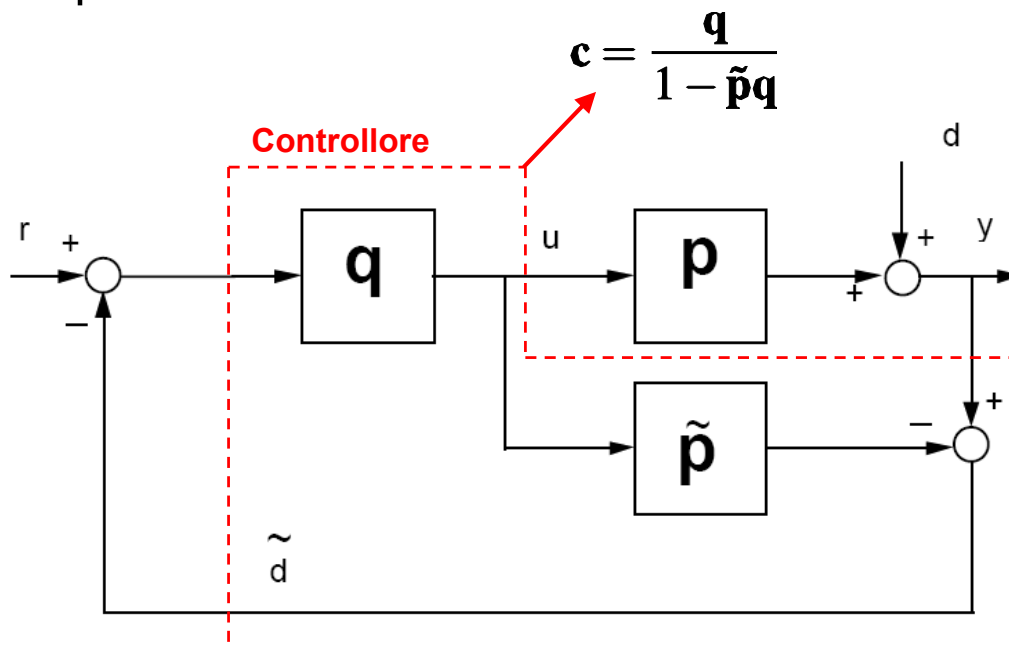 c = q / (1 − p̃q)
Controllore
d
r
+
−
q
u
p
+
+
y
p̃
−
+
d̃